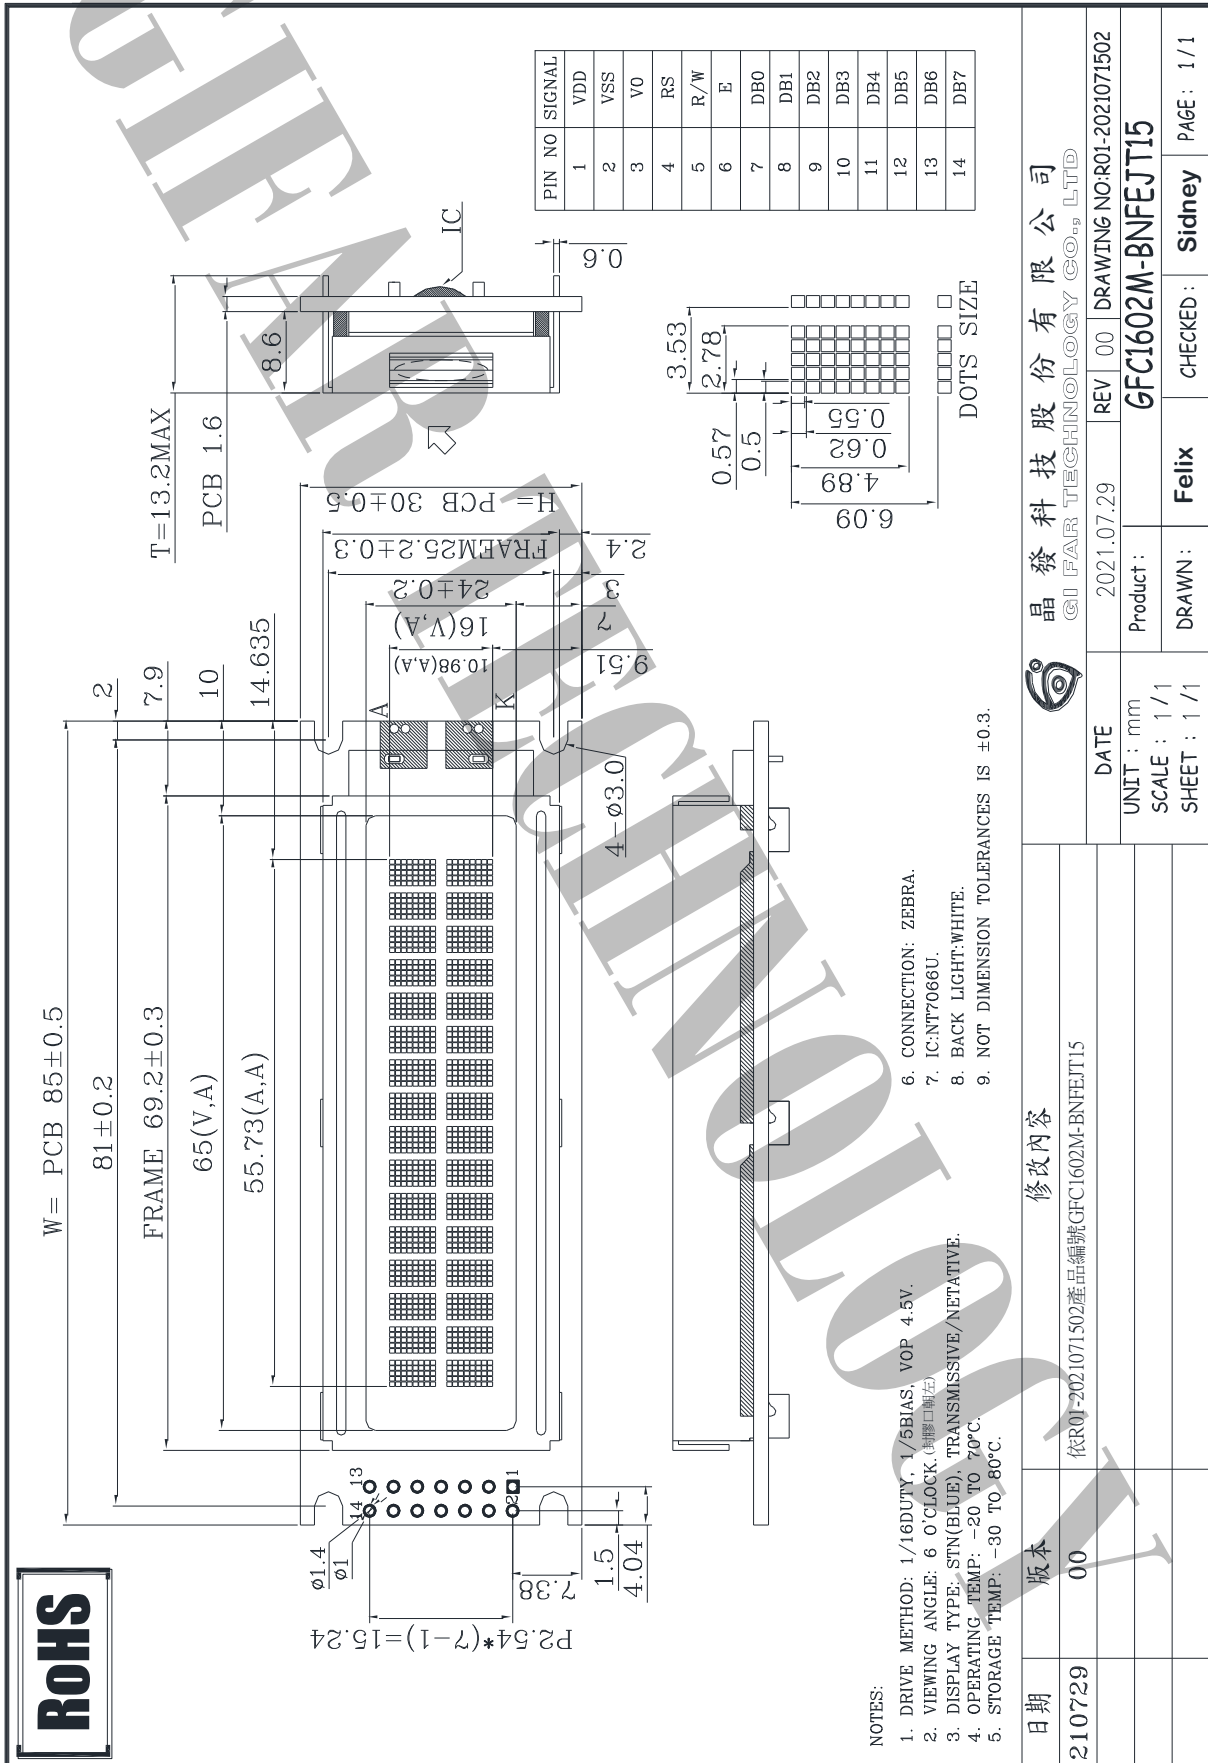 RoHS
W= PCB 85±0.5
81±0.2
FRAME 69.2±0.3
65(V,A)
55.73(A,A)
2
7.9
10
14.635
T=13.2MAX
PCB 1.6
8.6
IC
0.6
H= PCB 30±0.5
FRAEM25.2±0.3
24±0.2
16(V,A)
10.98(A,A)
2.4
3
7
9.51
A
K
4-ø3.0
14
13
2
1
ø1.4
ø1
1.5
4.04
7.38
P2.54*(7-1)=15.24
PIN NO SIGNAL
1 VDD
2 VSS
3 V0
4 RS
5 R/W
6 E
7 DB0
8 DB1
9 DB2
10 DB3
11 DB4
12 DB5
13 DB6
14 DB7
3.53
2.78
0.57
0.5
0.55
0.62
4.89
6.09
DOTS SIZE
NOTES:
1. DRIVE METHOD: 1/16DUTY, 1/5BIAS, VOP 4.5V.
2. VIEWING ANGLE: 6 O'CLOCK.(封膠口朝左)
3. DISPLAY TYPE: STN(BLUE), TRANSMISSIVE/NETATIVE.
4. OPERATING TEMP: -20 TO 70°C.
5. STORAGE TEMP: -30 TO 80°C.
6. CONNECTION: ZEBRA.
7. IC:NT7066U.
8. BACK LIGHT:WHITE.
9. NOT DIMENSION TOLERANCES IS ±0.3.
日期 版本 修改內容
210729 00 依R01-2021071502產品編號GFC1602M-BNFEJT15
晶發科技股份有限公司
GI FAR TECHNOLOGY CO., LTD
DATE 2021.07.29 REV 00 DRAWING NO:R01-2021071502
UNIT : mm
SCALE : 1/1
SHEET : 1/1
Product : GFC1602M-BNFEJT15
DRAWN : Felix CHECKED : Sidney PAGE : 1/1
GIFAR TECHNOLOGY